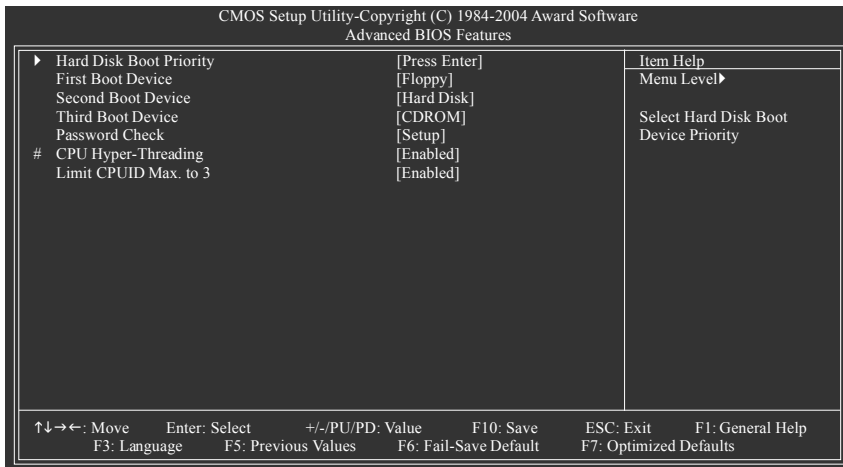 CMOS Setup Utility-Copyright (C) 1984-2004 Award Software
Advanced BIOS Features
Hard Disk Boot Priority [Press Enter]
First Boot Device [Floppy]
Second Boot Device [Hard Disk]
Third Boot Device [CDROM]
Password Check [Setup]
# CPU Hyper-Threading [Enabled]
Limit CPUID Max. to 3 [Enabled]
Item Help
Menu Level▶
Select Hard Disk Boot
Device Priority
↑↓→←: Move Enter: Select +/-/PU/PD: Value F10: Save ESC: Exit F1: General Help
F3: Language F5: Previous Values F6: Fail-Save Default F7: Optimized Defaults